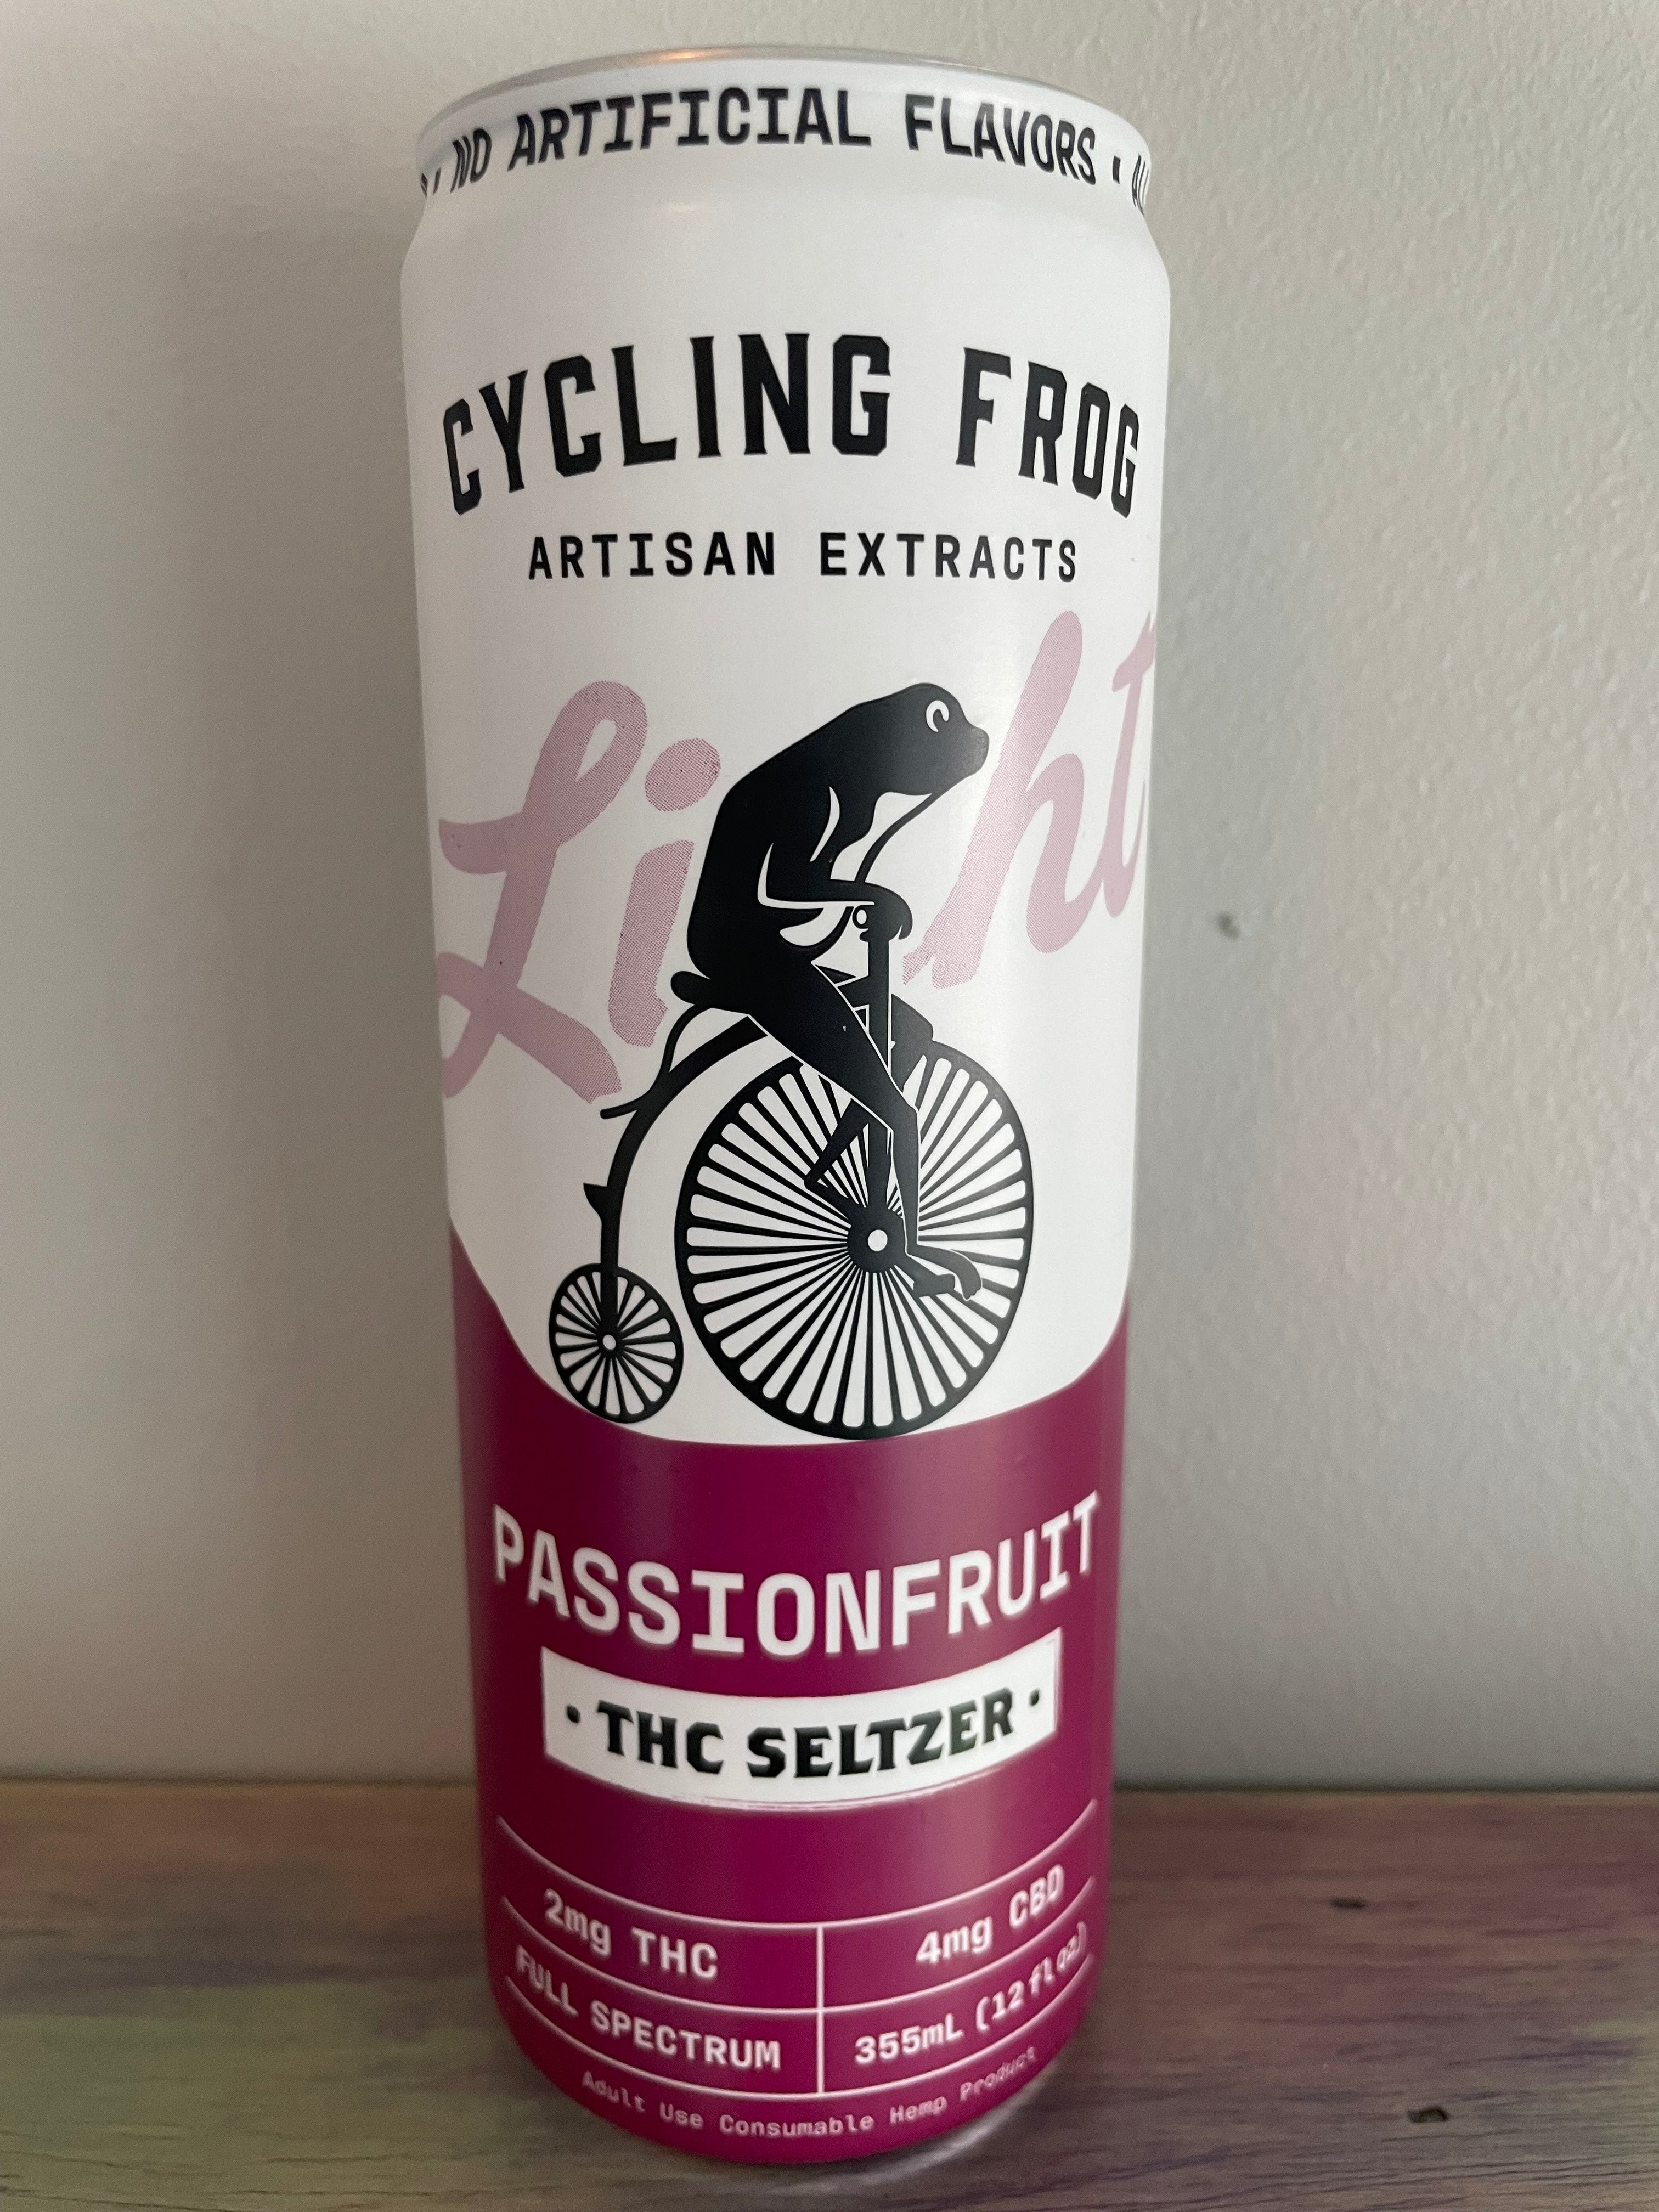 · NO ARTIFICIAL FLAVORS ·
CYCLING FROG
ARTISAN EXTRACTS
Light
PASSIONFRUIT
· THC SELTZER ·
2mg THC
4mg CBD
FULL SPECTRUM
355mL (12 fl oz)
Adult Use Consumable Hemp Product